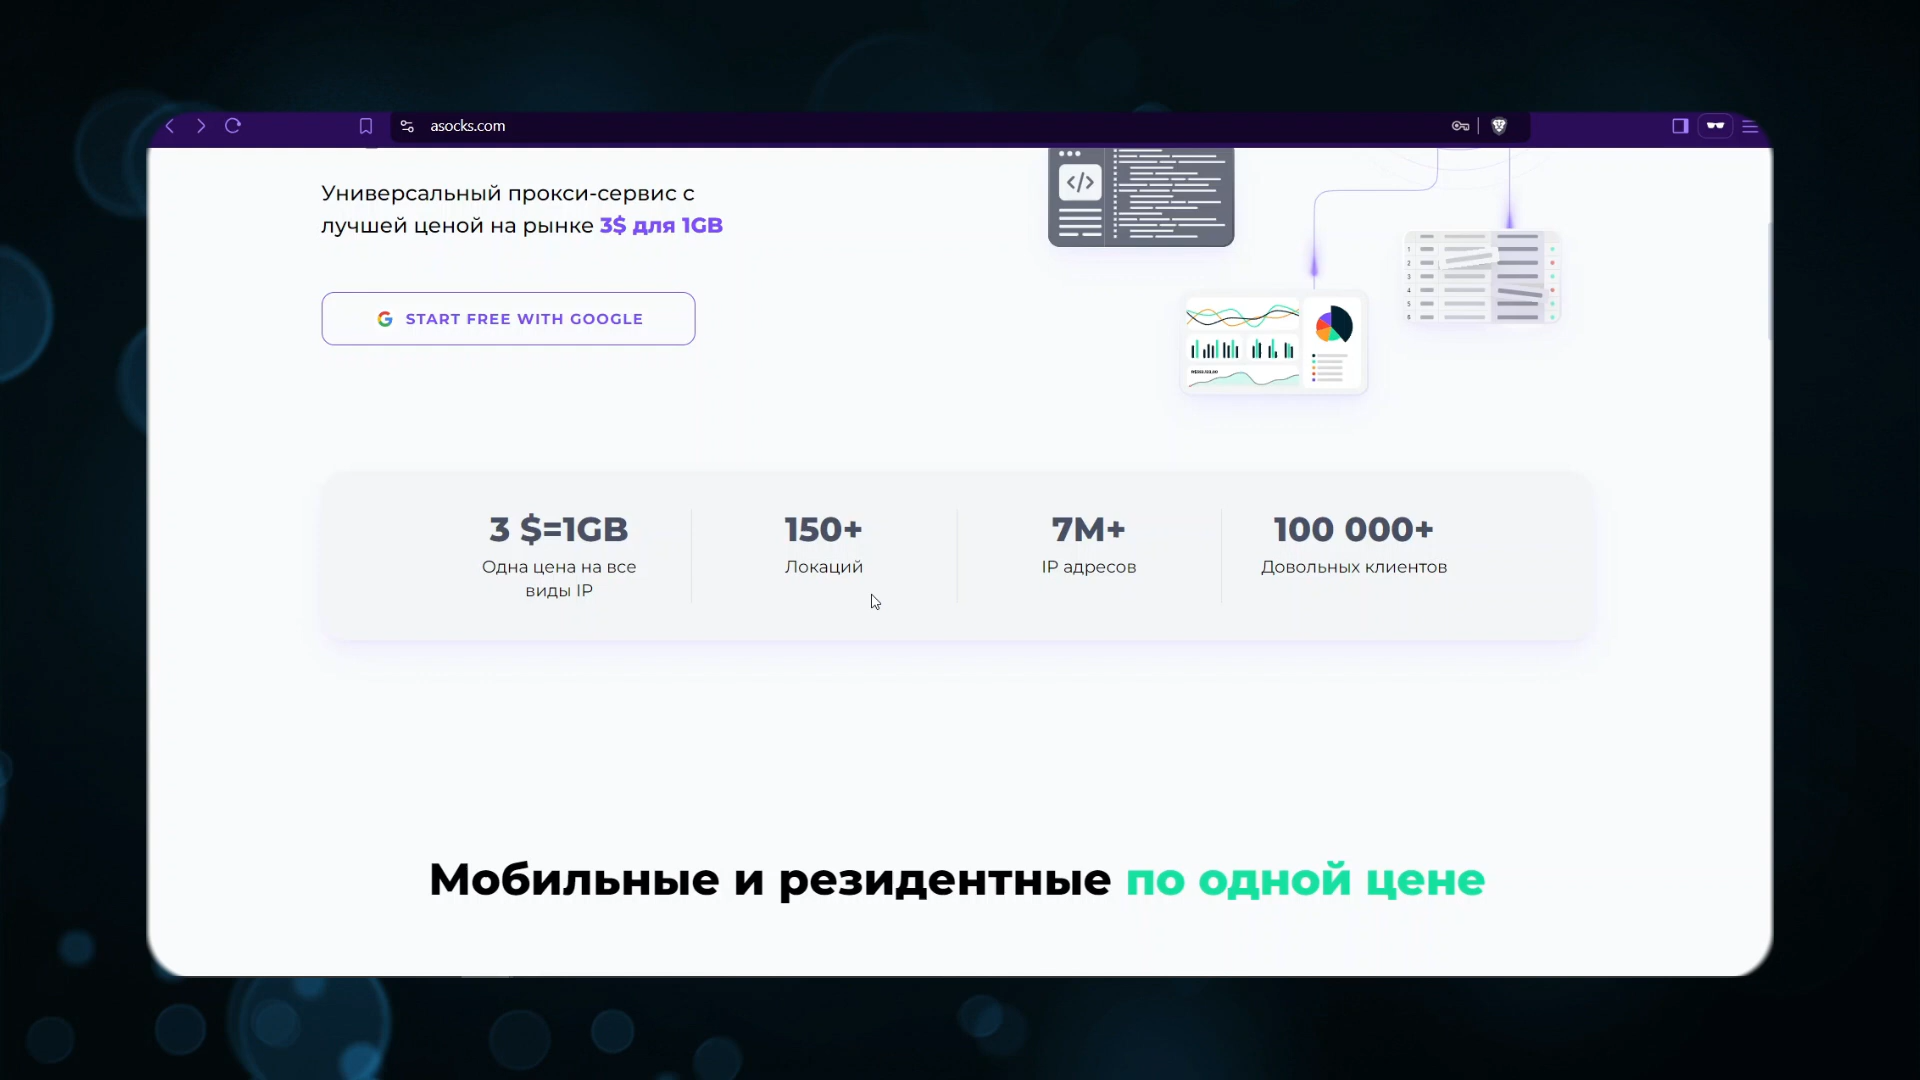 asocks.com
Универсальный прокси-сервис с
лучшей ценой на рынке 3$ для 1GB
START FREE WITH GOOGLE
3 $=1GB
Одна цена на все
виды IP
150+
Локаций
7M+
IP адресов
100 000+
Довольных клиентов
Мобильные и резидентные по одной цене